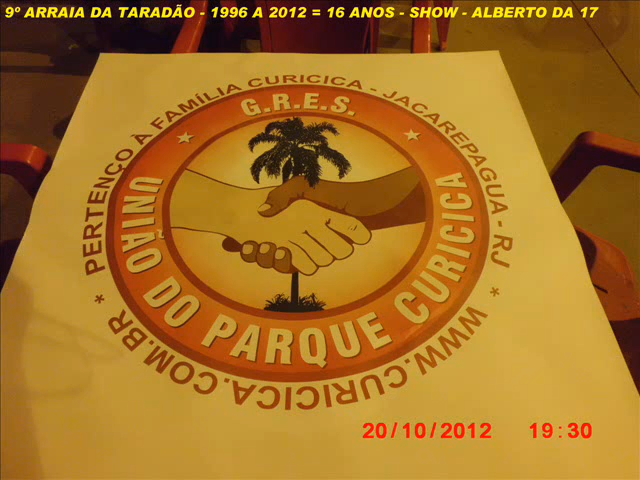 9º ARRAIA DA TARADÃO - 1996 A 2012 = 16 ANOS - SHOW - ALBERTO DA 17
PERTENÇO À FAMÍLIA CURICICA - JACAREPAGUA - RJ
G.R.E.S.
UNIÃO DO PARQUE CURICICA
* WWW.CURICICA.COM.BR *
20/10/2012 19:30